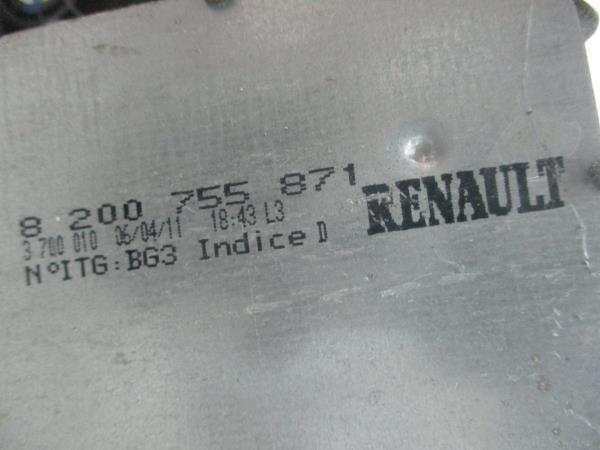 8 200 755 871
RENAULT
3 700 010 06/04/11 18:43 L3
N°ITG:BG3 Indice D